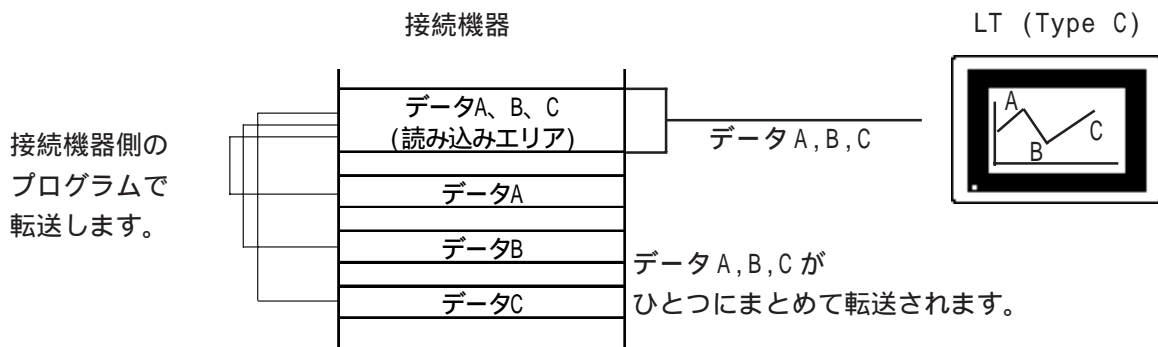 接続機器
LT (Type C)
データA、B、C
(読み込みエリア)
データA,B,C
A
B
C
接続機器側の
プログラムで
転送します。
データA
データB
データC
データA,B,Cが
ひとつにまとめて転送されます。